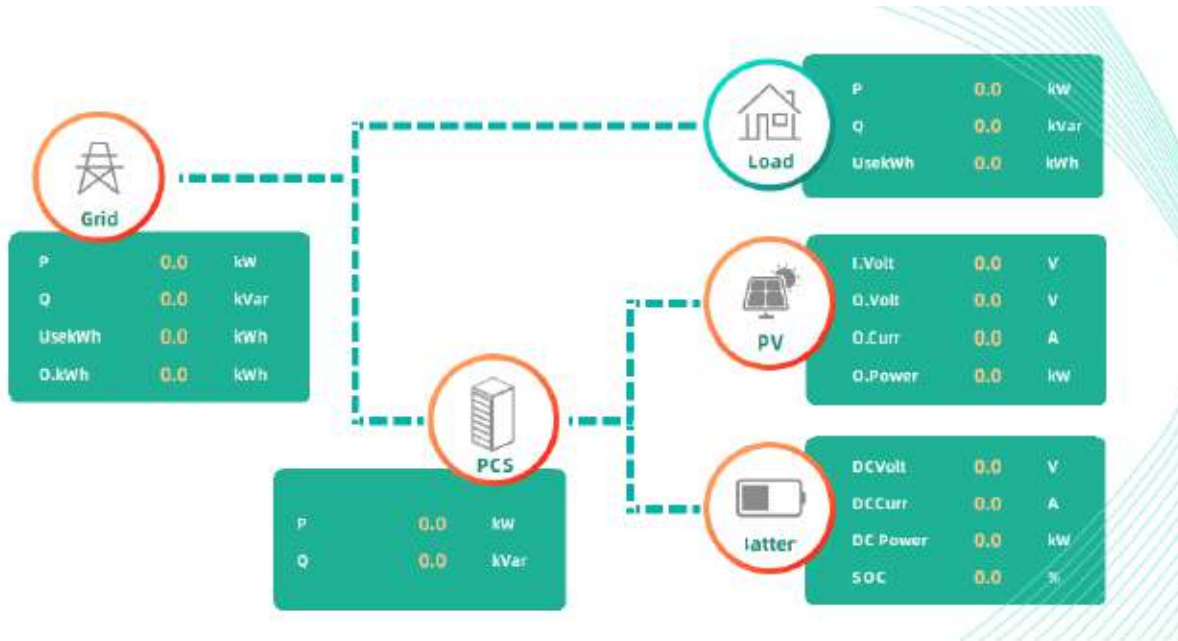 Load
P 0.0 kW
Q 0.0 kVar
UsekWh 0.0 kWh
Grid
P 0.0 kW
Q 0.0 kVar
UsekWh 0.0 kWh
O.kWh 0.0 kWh
PV
I.Volt 0.0 V
O.Volt 0.0 V
O.Curr 0.0 A
O.Power 0.0 kW
PCS
P 0.0 kW
Q 0.0 kVar
latter
DCVolt 0.0 V
DCCurr 0.0 A
DC Power 0.0 kW
SOC 0.0 %